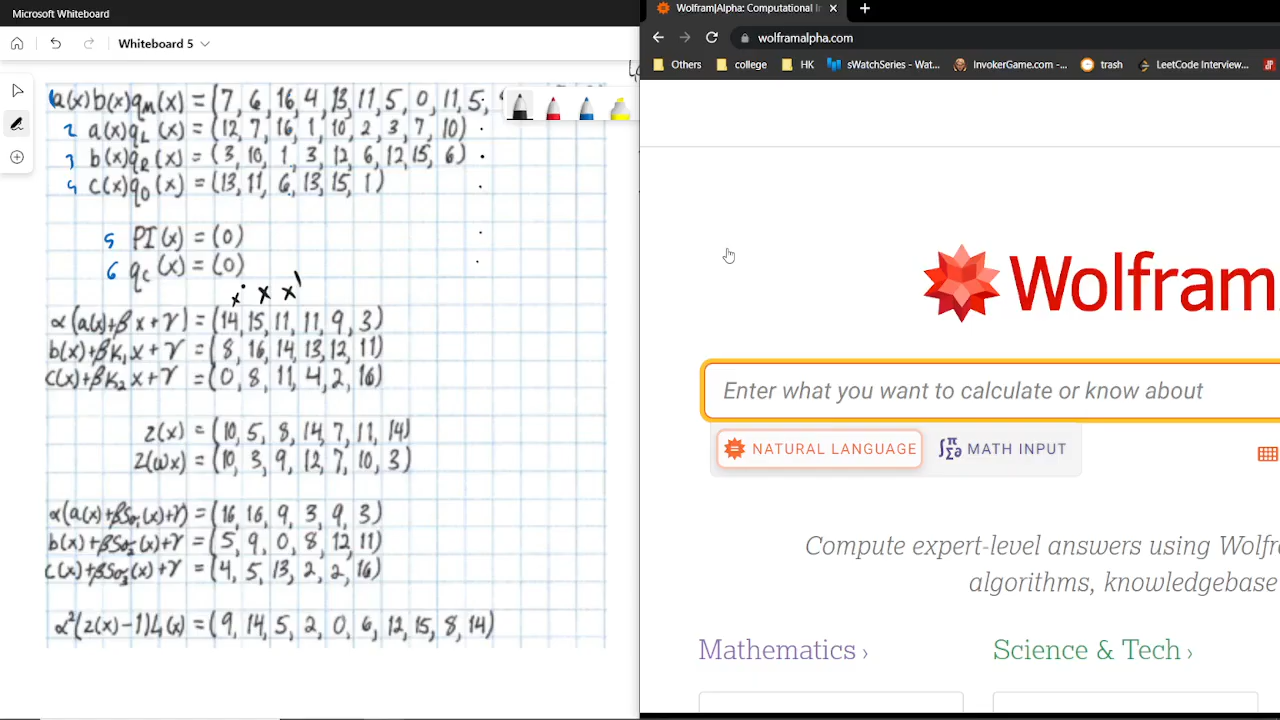 Microsoft Whiteboard
Whiteboard 5
1 a(x)b(x)qM(x) = (7, 6, 16, 4, 13, 11, 5, 0, 11, 5,
2 a(x)qL(x) = (12, 7, 16, 1, 10, 2, 3, 7, 10)
3 b(x)qR(x) = (3, 10, 1, 3, 12, 6, 12, 15, 6)
4 c(x)qO(x) = (13, 11, 6, 13, 15, 1)
5 PI(x) = (0)
6 qC(x) = (0)
x° x x'
α(a(x)+βx+γ) = (14, 15, 11, 11, 9, 3)
b(x)+βK₁x+γ = (8, 16, 14, 13, 12, 11)
c(x)+βK₂x+γ = (0, 8, 11, 4, 2, 16)
z(x) = (10, 5, 8, 14, 7, 11, 14)
z(ωx) = (10, 3, 9, 12, 7, 10, 3)
α(a(x)+βSσ₁(x)+γ) = (16, 16, 9, 3, 9, 3)
b(x)+βSσ₂(x)+γ = (5, 9, 0, 8, 12, 11)
c(x)+βSσ₃(x)+γ = (4, 5, 13, 2, 2, 16)
α²(z(x)−1)L₁(x) = (9, 14, 5, 2, 0, 6, 12, 15, 8, 14)
Wolfram|Alpha: Computational In
wolframalpha.com
Others
college
HK
sWatchSeries - Wat...
InvokerGame.com -...
trash
LeetCode Interview...
Wolfram
Enter what you want to calculate or know about
NATURAL LANGUAGE
MATH INPUT
Compute expert-level answers using Wolfra
algorithms, knowledgebase
Mathematics ›
Science & Tech ›